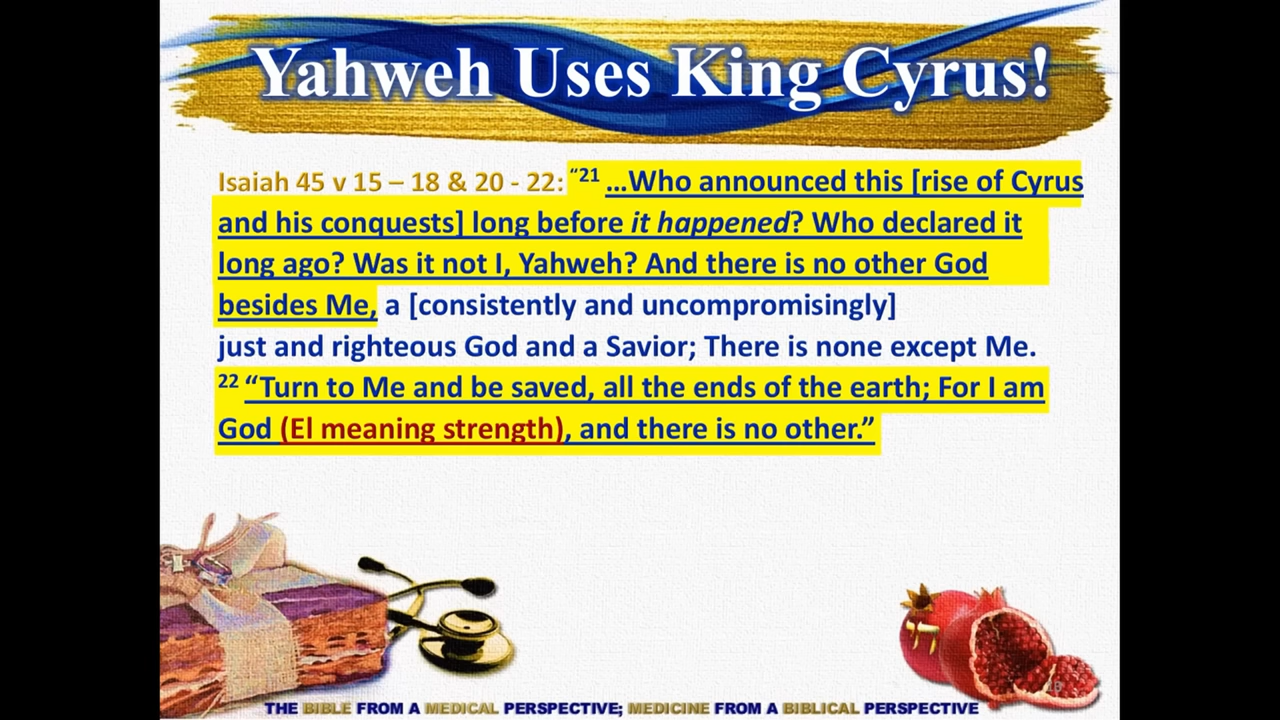 Yahweh Uses King Cyrus!
Isaiah 45 v 15 – 18 & 20 - 22: “21 …Who announced this [rise of Cyrus
and his conquests] long before it happened? Who declared it
long ago? Was it not I, Yahweh? And there is no other God
besides Me, a [consistently and uncompromisingly]
just and righteous God and a Savior; There is none except Me.
22 “Turn to Me and be saved, all the ends of the earth; For I am
God (El meaning strength), and there is no other.”
THE BIBLE FROM A MEDICAL PERSPECTIVE; MEDICINE FROM A BIBLICAL PERSPECTIVE